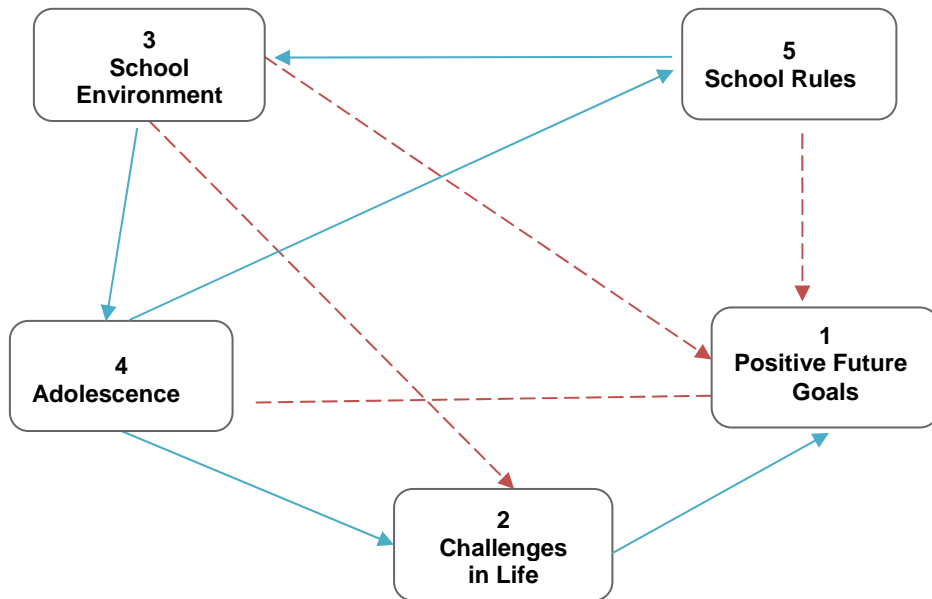 3
School
Environment
5
School Rules
4
Adolescence
1
Positive Future
Goals
2
Challenges
in Life